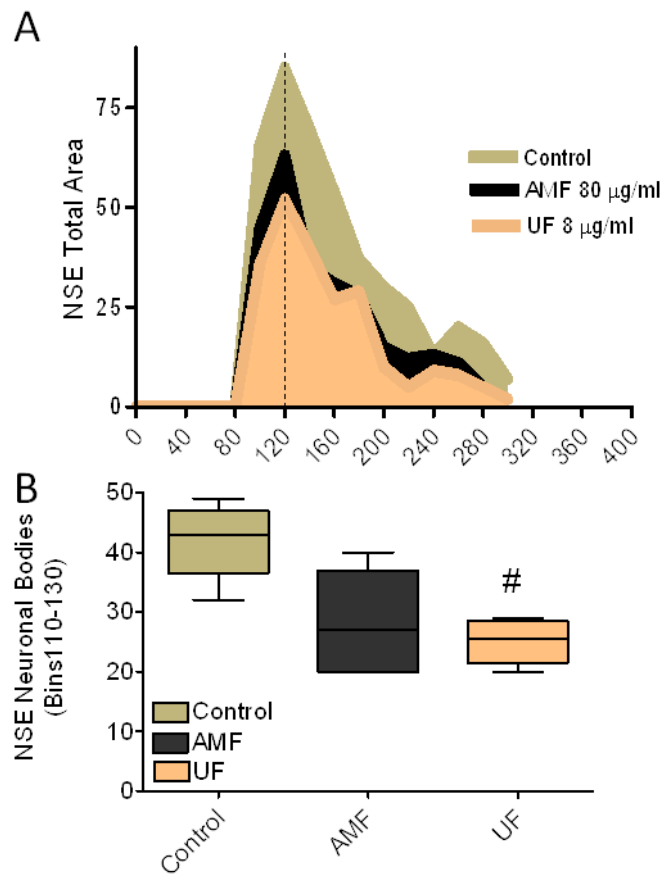 A
NSE Total Area
75
50
25
0
Control
AMF 80 μg/ml
UF 8 μg/ml
0 40 80 120 160 200 240 280 320 360 400
B
NSE Neuronal Bodies
(Bins110-130)
50
40
30
20
10
0
#
Control
AMF
UF
Control AMF UF